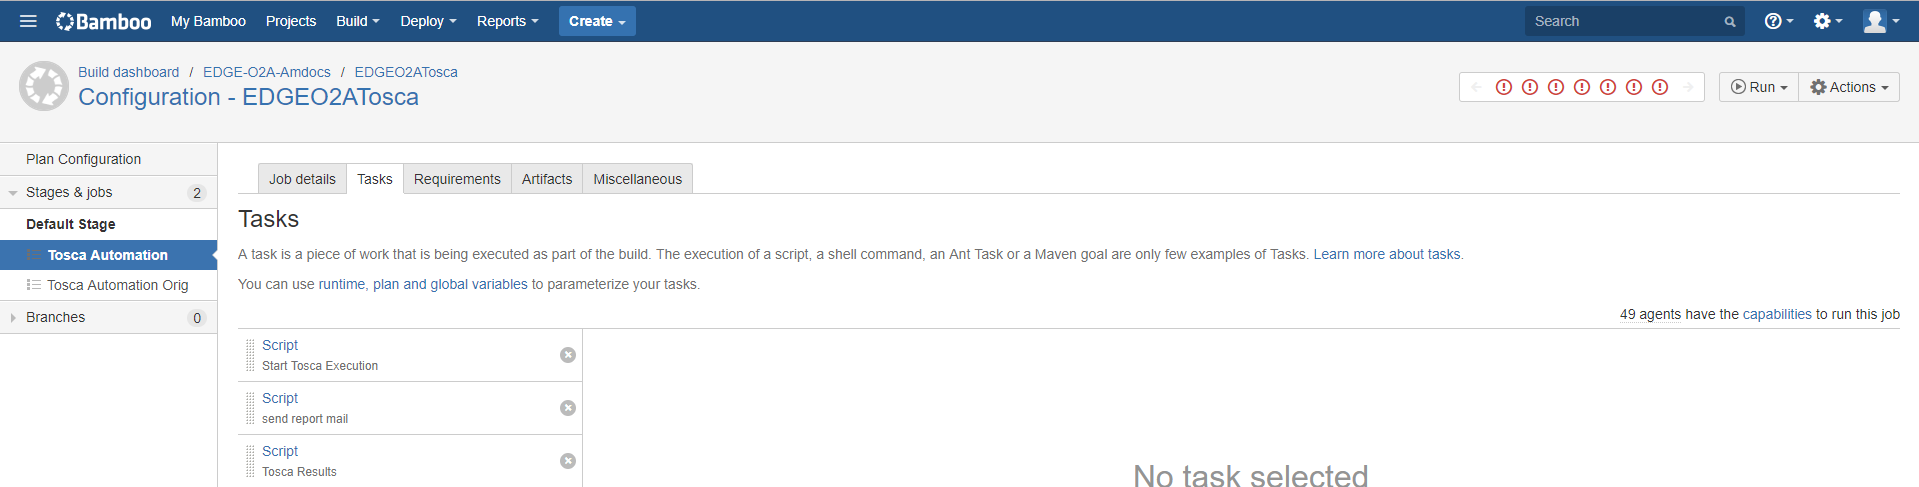 Bamboo My Bamboo Projects Build Deploy Reports Create Search
Build dashboard / EDGE-O2A-Amdocs / EDGEO2ATosca
Configuration - EDGEO2ATosca
Run Actions
Plan Configuration
Stages & jobs 2
Default Stage
Tosca Automation
Tosca Automation Orig
Branches 0
Job details Tasks Requirements Artifacts Miscellaneous
Tasks
A task is a piece of work that is being executed as part of the build. The execution of a script, a shell command, an Ant Task or a Maven goal are only few examples of Tasks. Learn more about tasks.
You can use runtime, plan and global variables to parameterize your tasks.
49 agents have the capabilities to run this job
Script
Start Tosca Execution
Script
send report mail
Script
Tosca Results
No task selected